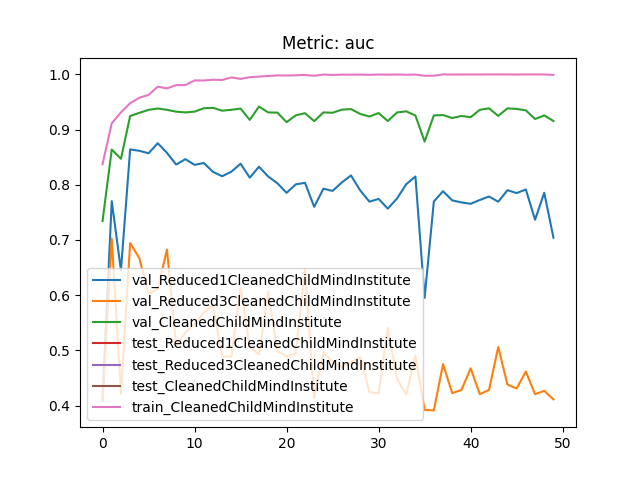 Metric: auc
1.0
0.9
0.8
0.7
0.6
0.5
0.4
val_Reduced1CleanedChildMindInstitute
val_Reduced3CleanedChildMindInstitute
val_CleanedChildMindInstitute
test_Reduced1CleanedChildMindInstitute
test_Reduced3CleanedChildMindInstitute
test_CleanedChildMindInstitute
train_CleanedChildMindInstitute
0 10 20 30 40 50